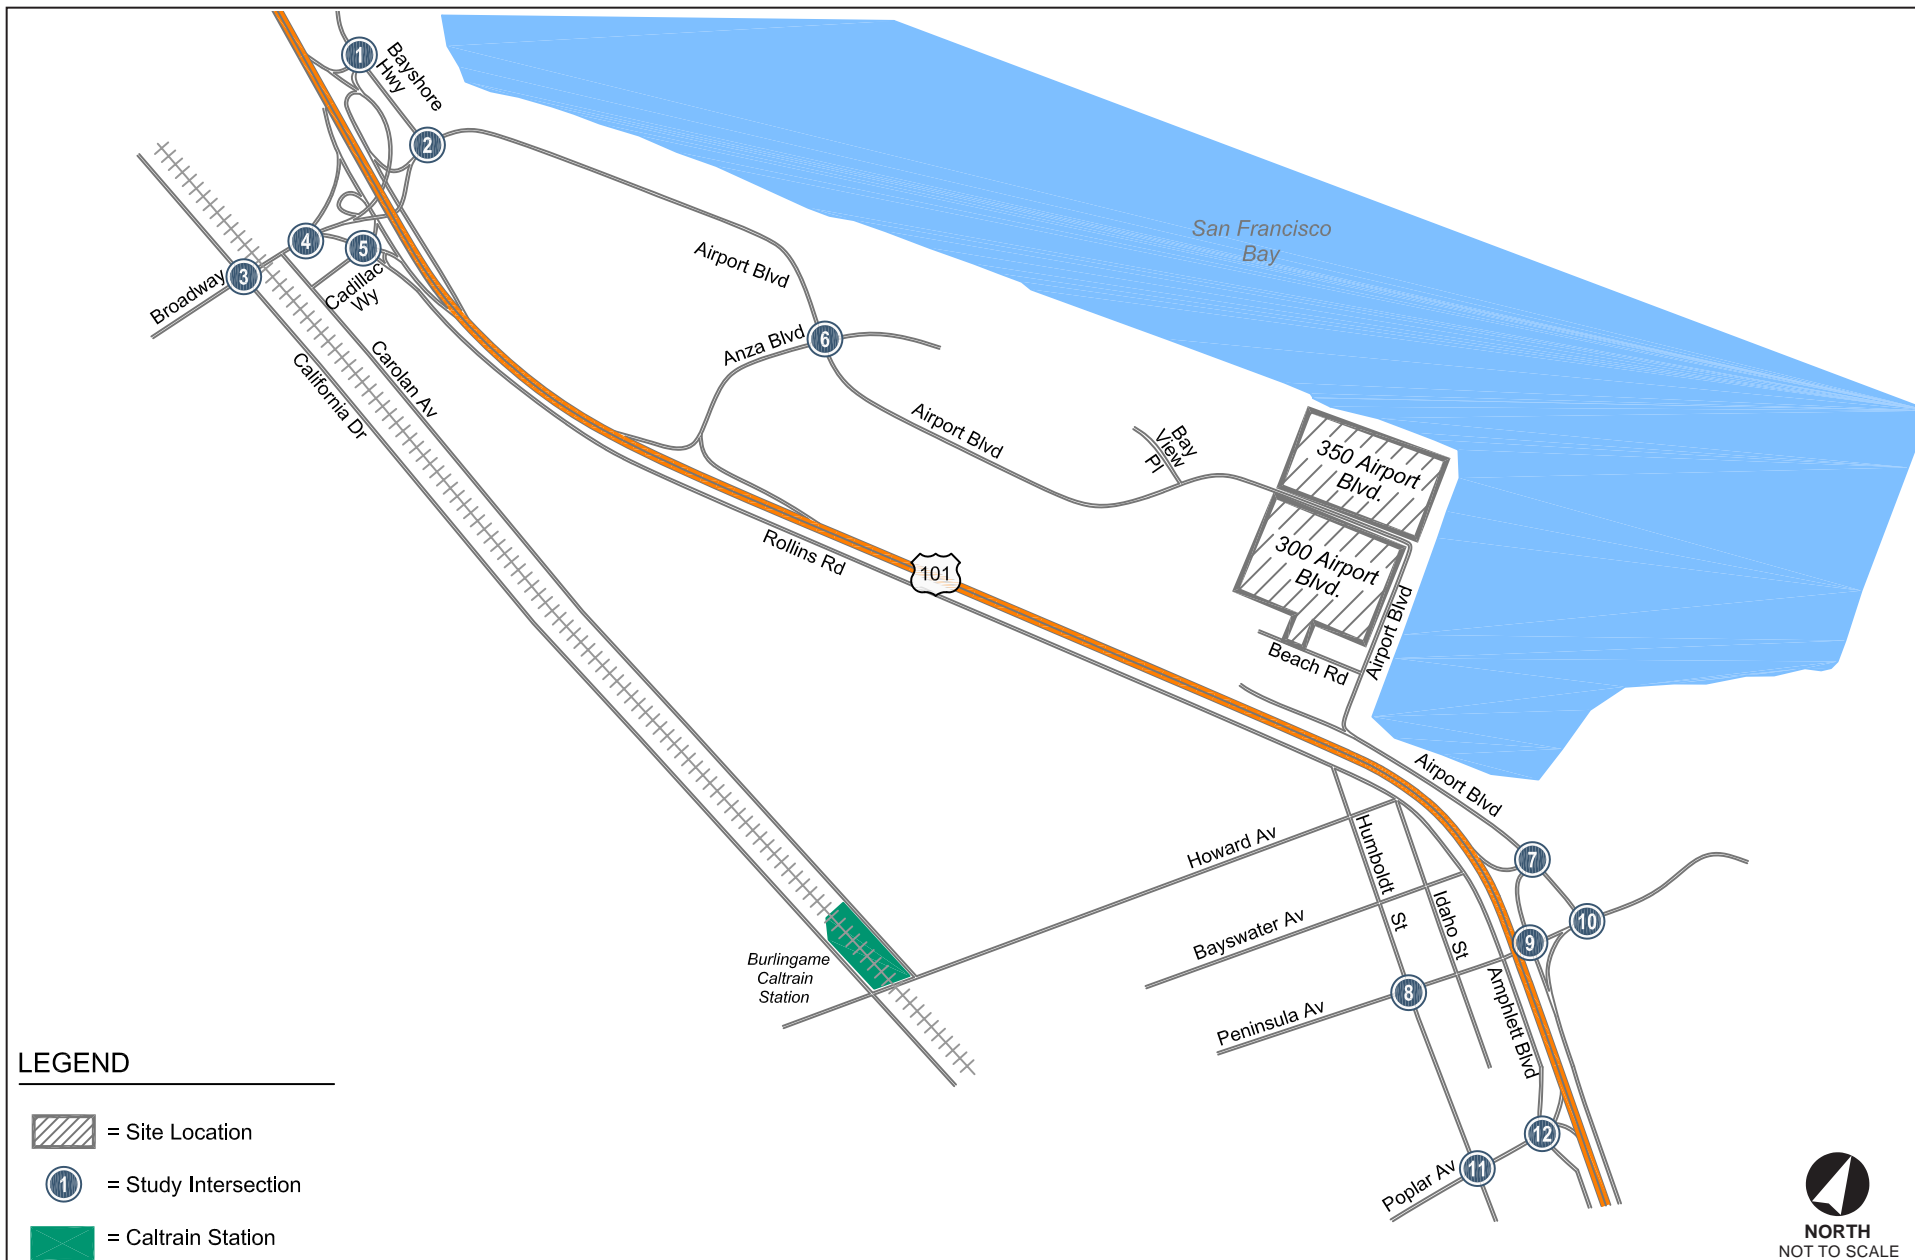 1
Bayshore
Hwy
2
San Francisco
Bay
Airport Blvd
4
5
3
Broadway
Cadillac
Wy
Anza Blvd
6
California Dr
Carolan Av
Airport Blvd
Bay
View
Pl
350 Airport
Blvd.
300 Airport
Blvd.
Rollins Rd
101
Airport Blvd
Beach Rd
Airport Blvd
Howard Av
Humboldt
St
7
Idaho St
Bayswater Av
10
9
Burlingame
Caltrain
Station
8
Peninsula Av
Amphlett Blvd
12
11
Poplar Av
LEGEND
= Site Location
1
= Study Intersection
= Caltrain Station
NORTH
NOT TO SCALE